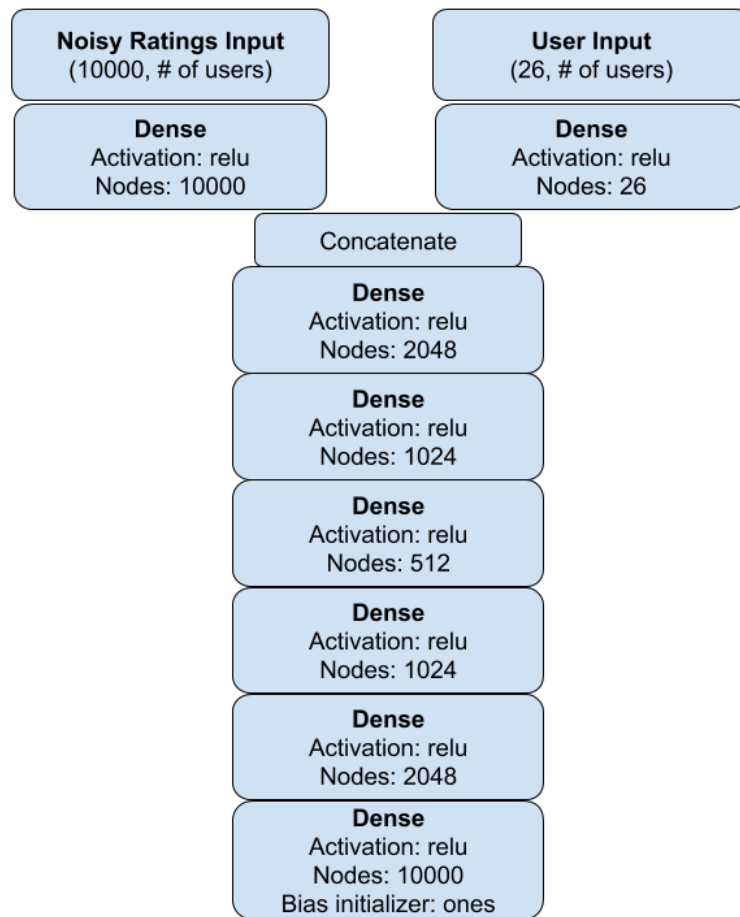 Noisy Ratings Input
(10000, # of users)
User Input
(26, # of users)
Dense
Activation: relu
Nodes: 10000
Dense
Activation: relu
Nodes: 26
Concatenate
Dense
Activation: relu
Nodes: 2048
Dense
Activation: relu
Nodes: 1024
Dense
Activation: relu
Nodes: 512
Dense
Activation: relu
Nodes: 1024
Dense
Activation: relu
Nodes: 2048
Dense
Activation: relu
Nodes: 10000
Bias initializer: ones